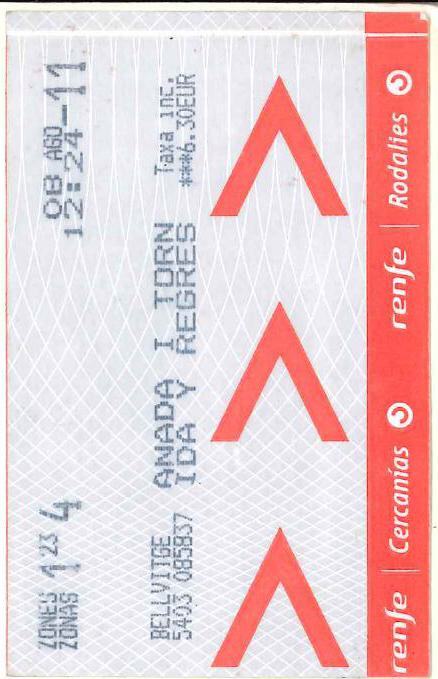 ZONES 1 23 4 08 AGO
ZONAS 12:24-11
BELLVITGE ANADA I TORN Taxa inc.
5403 085837 IDA Y REGRES ***6.30EUR
renfe Cercanías renfe Rodalies